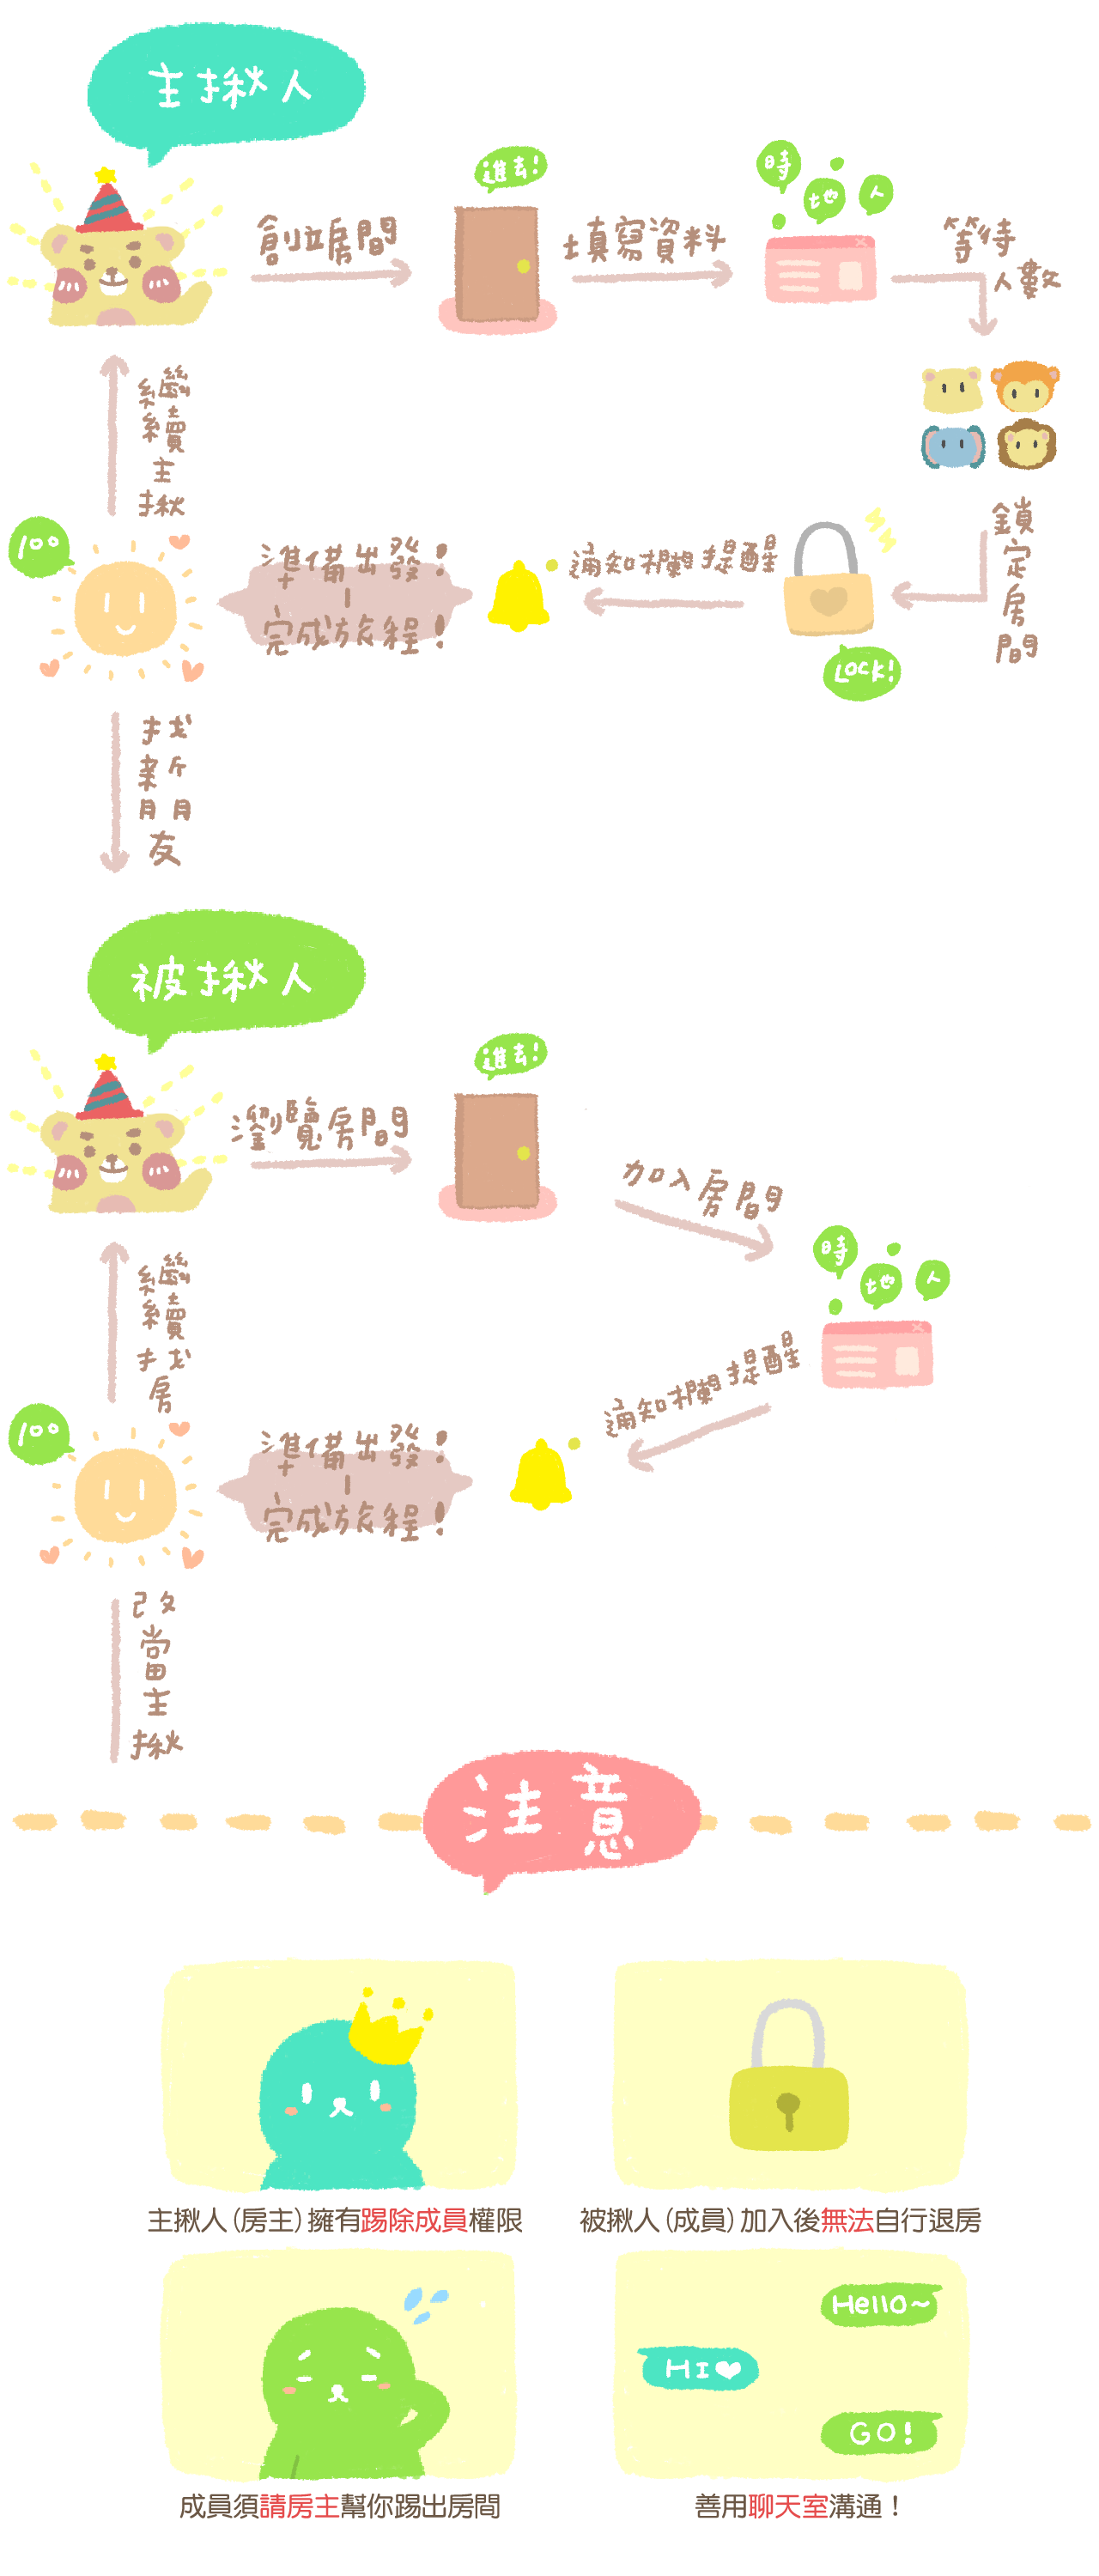 主揪人
進去!
時
地
人
創立房間
填寫資料
等待
人數
繼續主揪
100
準備出發!
完成旅程!
通知欄提醒
鎖定房間
LOCK!
找新朋友
被揪人
進去!
瀏覽房間
加入房間
時
地
人
繼續找房
通知欄提醒
100
準備出發!
完成旅程!
改當主揪
注意
主揪人(房主)擁有踢除成員權限
被揪人(成員)加入後無法自行退房
Hello~
HI❤
GO!
成員須請房主幫你踢出房間
善用聊天室溝通！